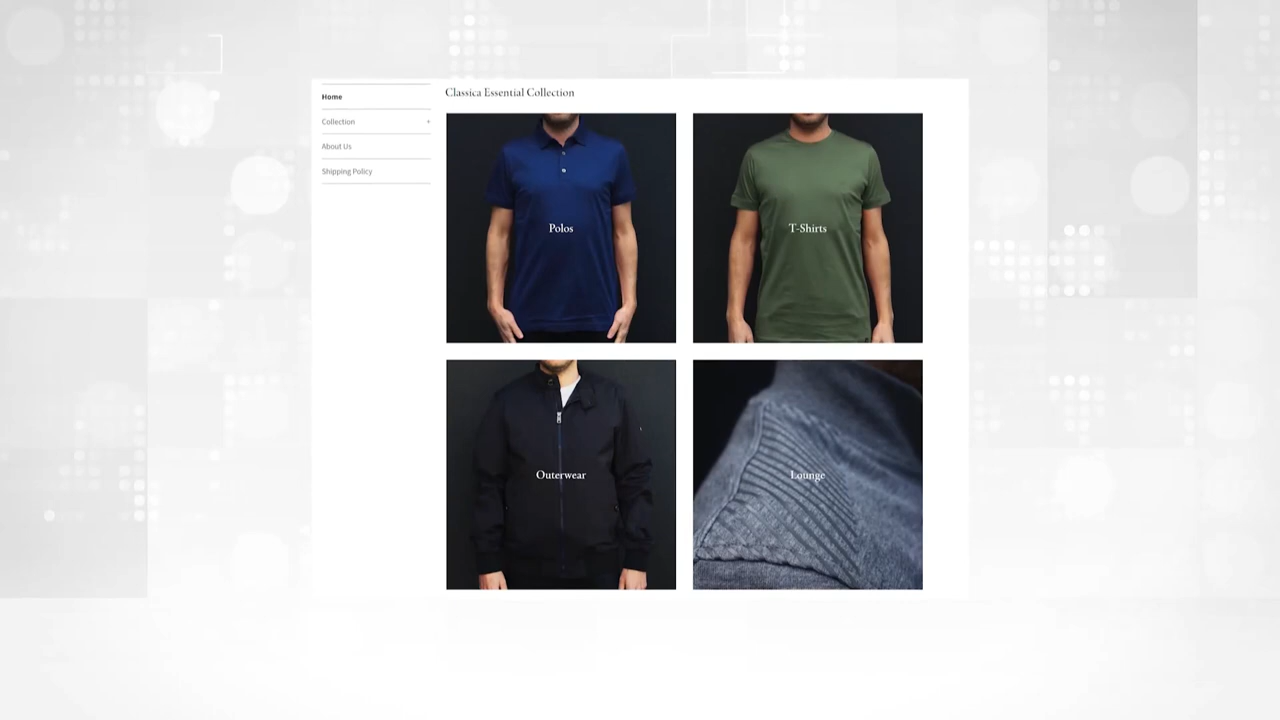 Home
Classica Essential Collection
Collection +
About Us
Shipping Policy
Polos
T-Shirts
Outerwear
Lounge